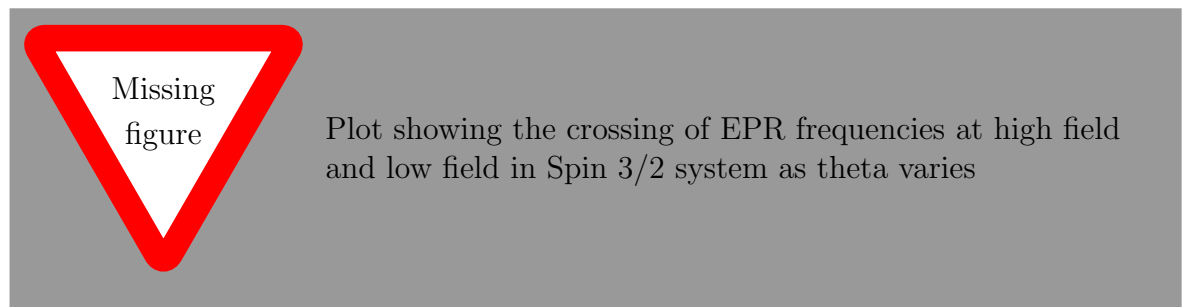 Missing
figure
Plot showing the crossing of EPR frequencies at high field
and low field in Spin 3/2 system as theta varies